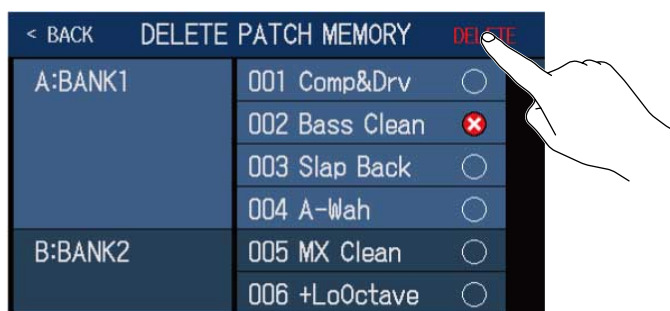 < BACK DELETE PATCH MEMORY DELETE
A:BANK1 001 Comp&Drv
002 Bass Clean
003 Slap Back
004 A-Wah
B:BANK2 005 MX Clean
006 +LoOctave